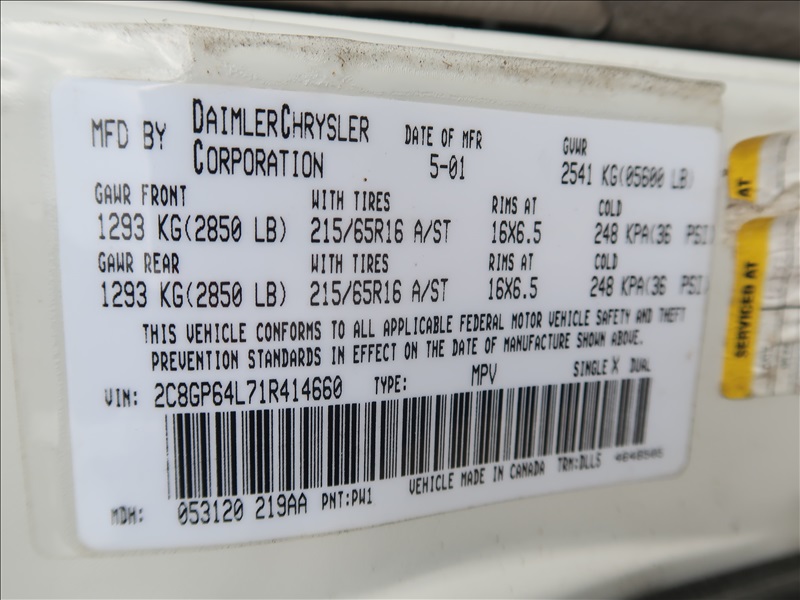 MFD BY DAIMLERCHRYSLER CORPORATION
DATE OF MFR 5-01
GVWR 2541 KG(05600 LB)
GAWR FRONT WITH TIRES RIMS AT COLD
1293 KG(2850 LB) 215/65R16 A/ST 16X6.5 248 KPA(36 PSI)
GAWR REAR WITH TIRES RIMS AT COLD
1293 KG(2850 LB) 215/65R16 A/ST 16X6.5 248 KPA(36 PSI)
THIS VEHICLE CONFORMS TO ALL APPLICABLE FEDERAL MOTOR VEHICLE SAFETY AND THEFT
PREVENTION STANDARDS IN EFFECT ON THE DATE OF MANUFACTURE SHOWN ABOVE.
VIN: 2C8GP64L71R414660 TYPE: MPV SINGLE X DUAL
MDH: 053120 219AA PNT:PW1 VEHICLE MADE IN CANADA TRM:DLL5
AT
SERVICED AT